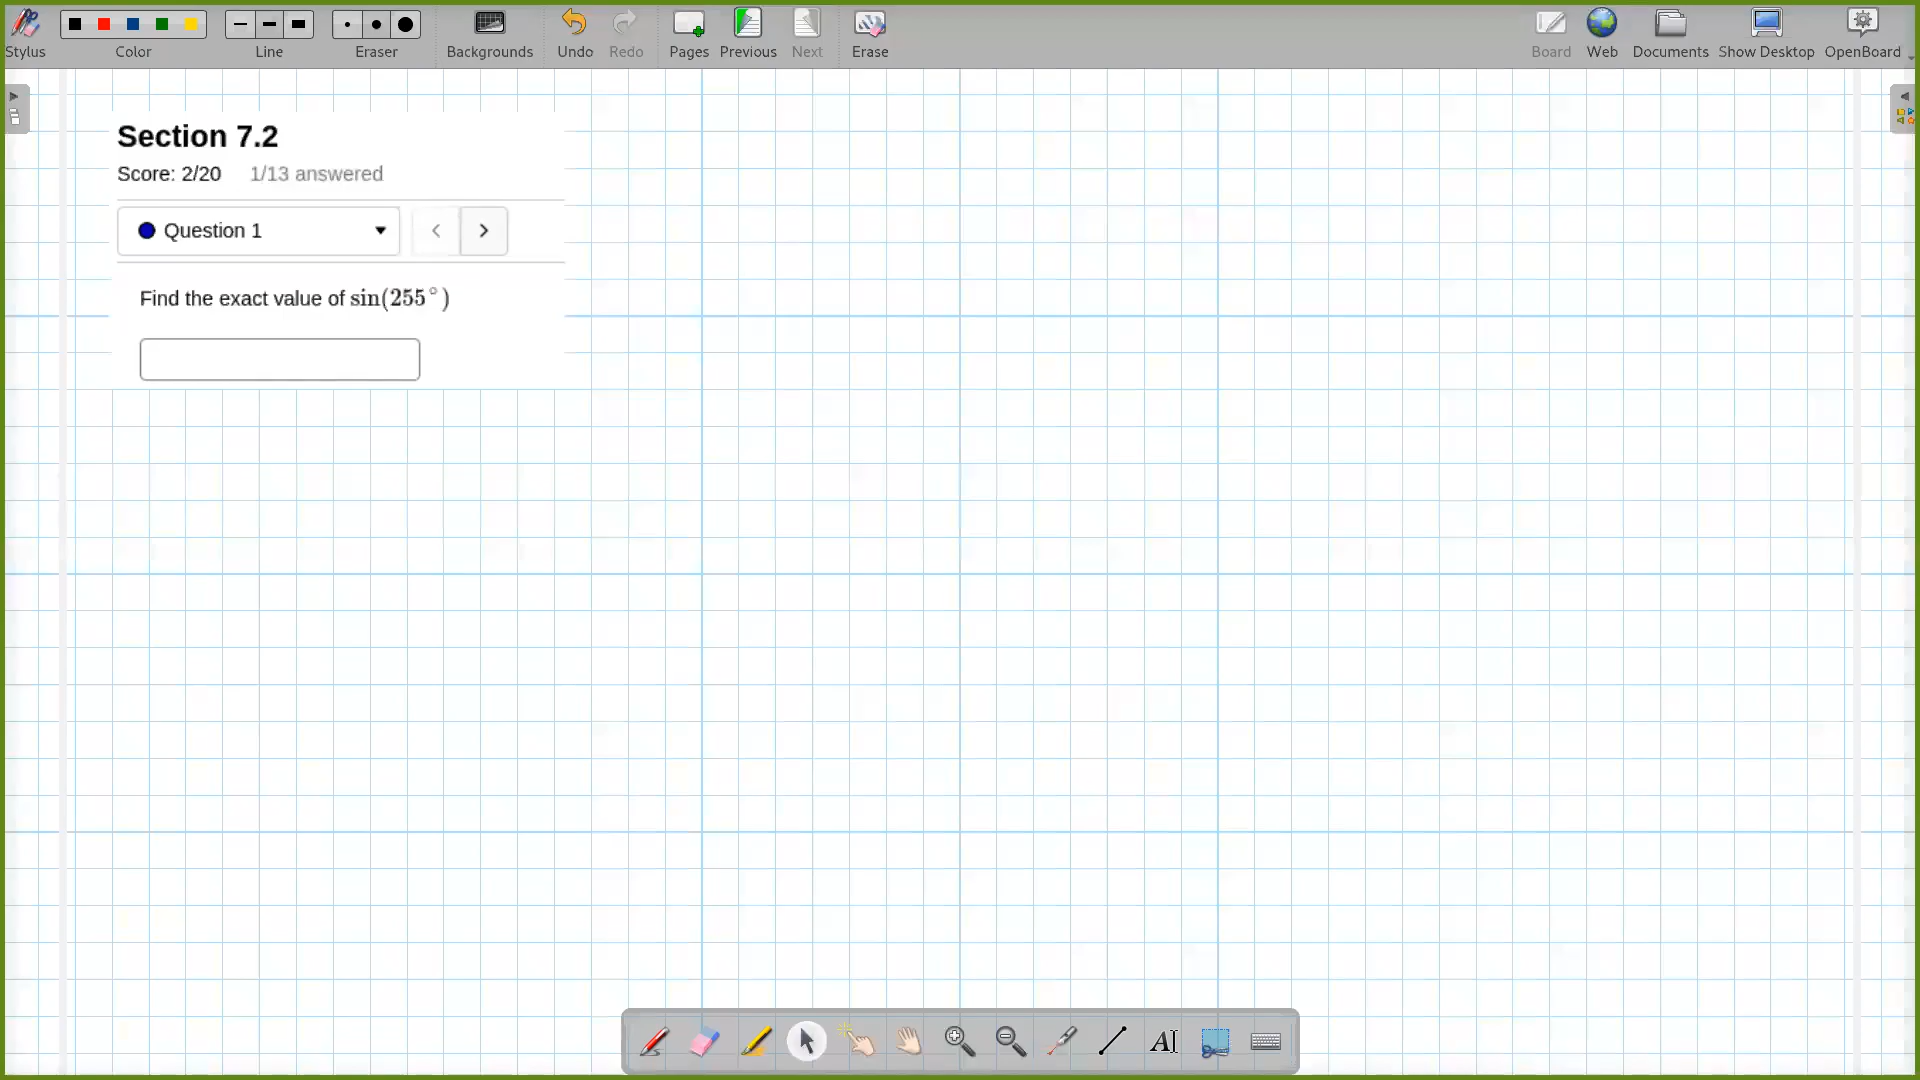 Stylus Color Line Eraser Backgrounds Undo Redo Pages Previous Next Erase Board Web Documents Show Desktop OpenBoard
Section 7.2
Score: 2/20 1/13 answered
Question 1
Find the exact value of sin(255°)